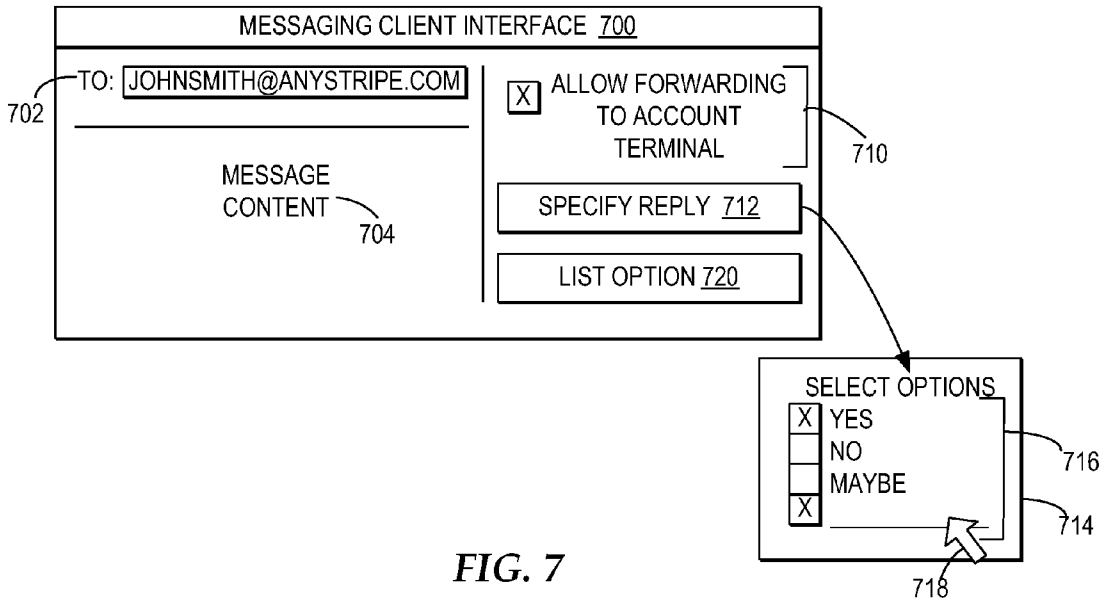 MESSAGING CLIENT INTERFACE 700
TO: JOHNSMITH@ANYSTRIPE.COM
702
MESSAGE
CONTENT
704
X ALLOW FORWARDING
TO ACCOUNT
TERMINAL
710
SPECIFY REPLY 712
LIST OPTION 720
SELECT OPTIONS
X YES
NO
MAYBE
X
716
714
718
FIG. 7